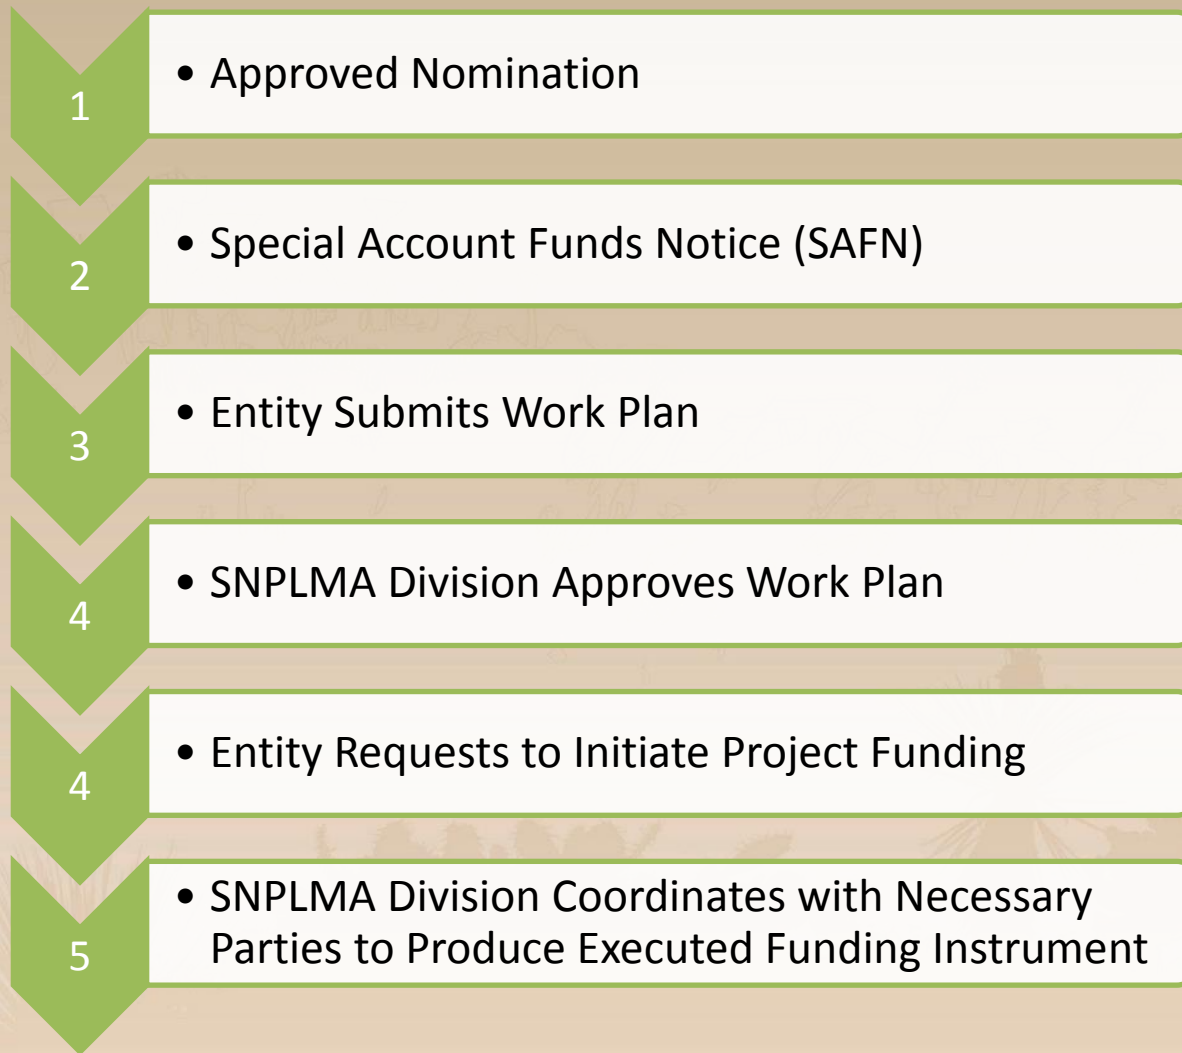 1
• Approved Nomination
2
• Special Account Funds Notice (SAFN)
3
• Entity Submits Work Plan
4
• SNPLMA Division Approves Work Plan
4
• Entity Requests to Initiate Project Funding
5
• SNPLMA Division Coordinates with Necessary
Parties to Produce Executed Funding Instrument